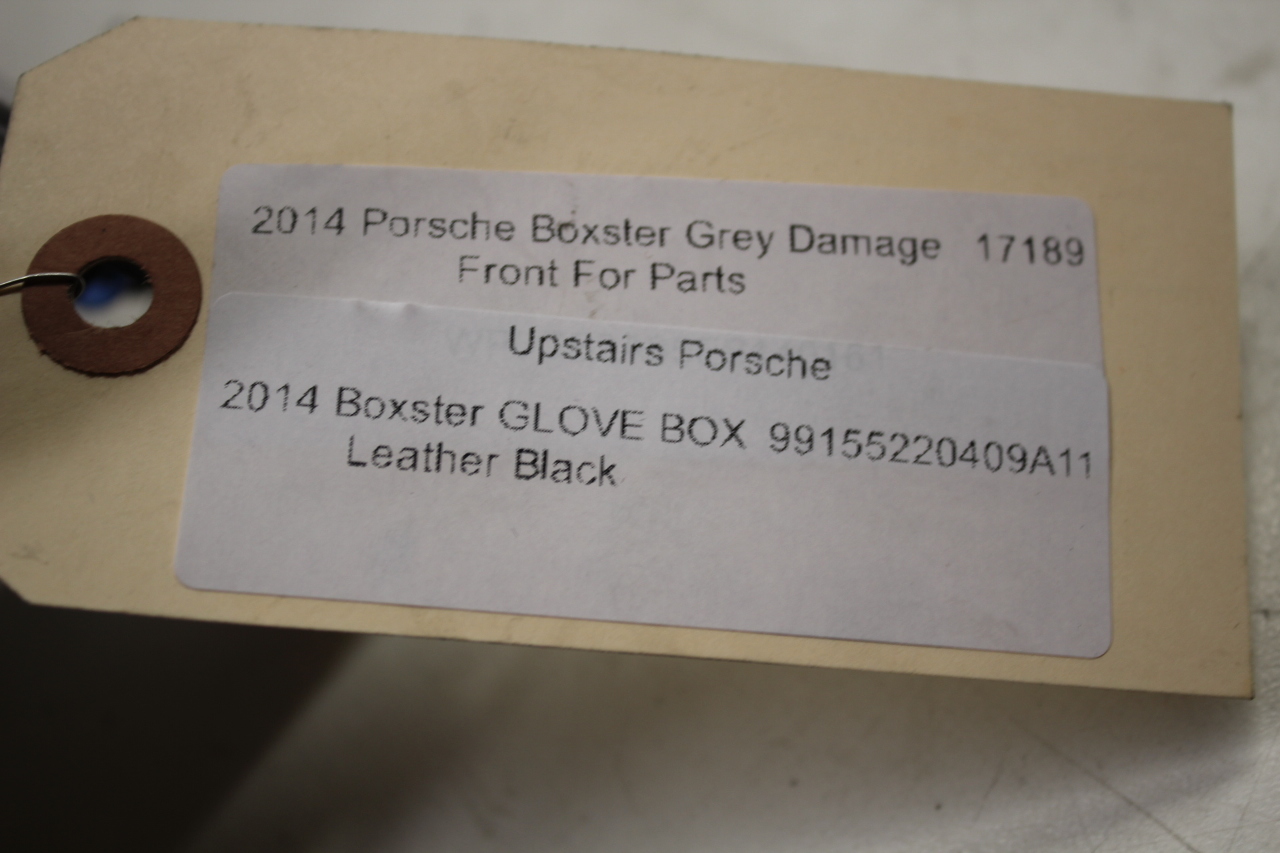 2014 Porsche Boxster Grey Damage 17189
Front For Parts
Upstairs Porsche
2014 Boxster GLOVE BOX 99155220409A11
Leather Black